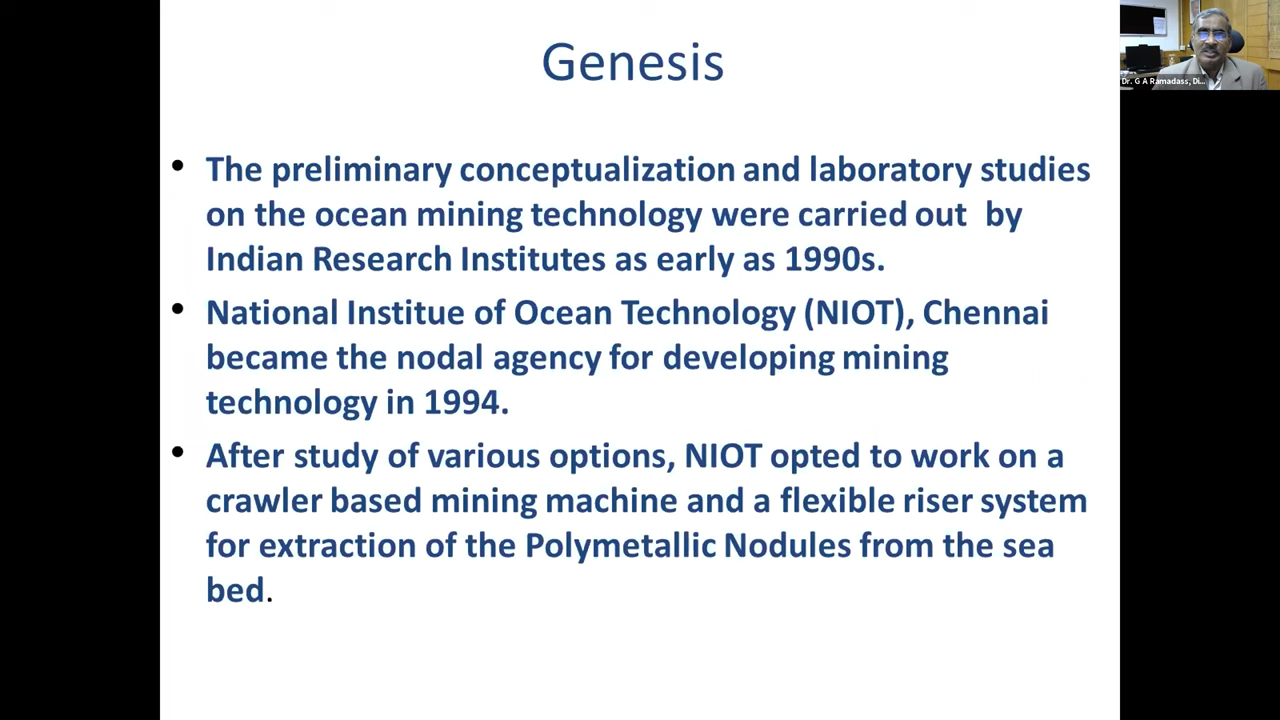 Genesis
Dr. G A Ramadass, Di...
• The preliminary conceptualization and laboratory studies
on the ocean mining technology were carried out by
Indian Research Institutes as early as 1990s.
• National Institue of Ocean Technology (NIOT), Chennai
became the nodal agency for developing mining
technology in 1994.
• After study of various options, NIOT opted to work on a
crawler based mining machine and a flexible riser system
for extraction of the Polymetallic Nodules from the sea
bed.